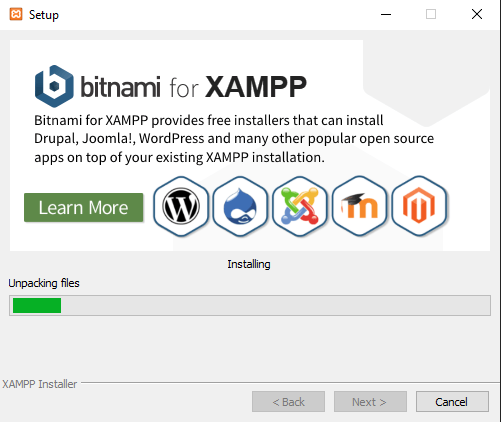 Setup
bitnami for XAMPP
Bitnami for XAMPP provides free installers that can install
Drupal, Joomla!, WordPress and many other popular open source
apps on top of your existing XAMPP installation.
Learn More
Installing
Unpacking files
XAMPP Installer
< Back
Next >
Cancel